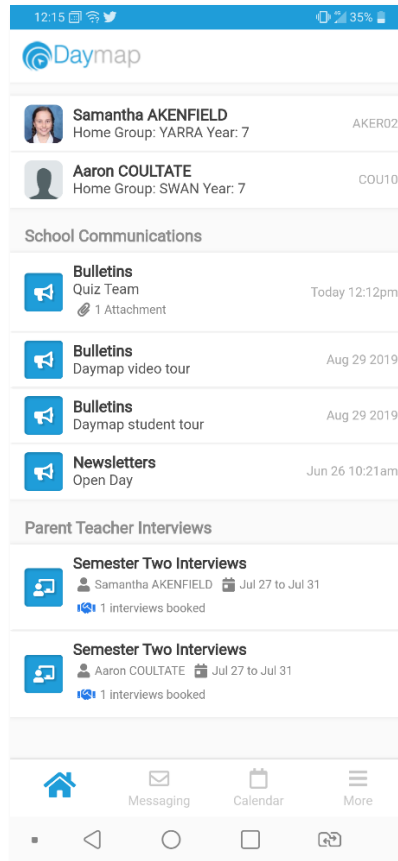 12:15 35%
Daymap
Samantha AKENFIELD
Home Group: YARRA Year: 7 AKER02
Aaron COULTATE
Home Group: SWAN Year: 7 COU10
School Communications
Bulletins
Quiz Team Today 12:12pm
1 Attachment
Bulletins
Daymap video tour Aug 29 2019
Bulletins
Daymap student tour Aug 29 2019
Newsletters
Open Day Jun 26 10:21am
Parent Teacher Interviews
Semester Two Interviews
Samantha AKENFIELD Jul 27 to Jul 31
1 interviews booked
Semester Two Interviews
Aaron COULTATE Jul 27 to Jul 31
1 interviews booked
Messaging Calendar More